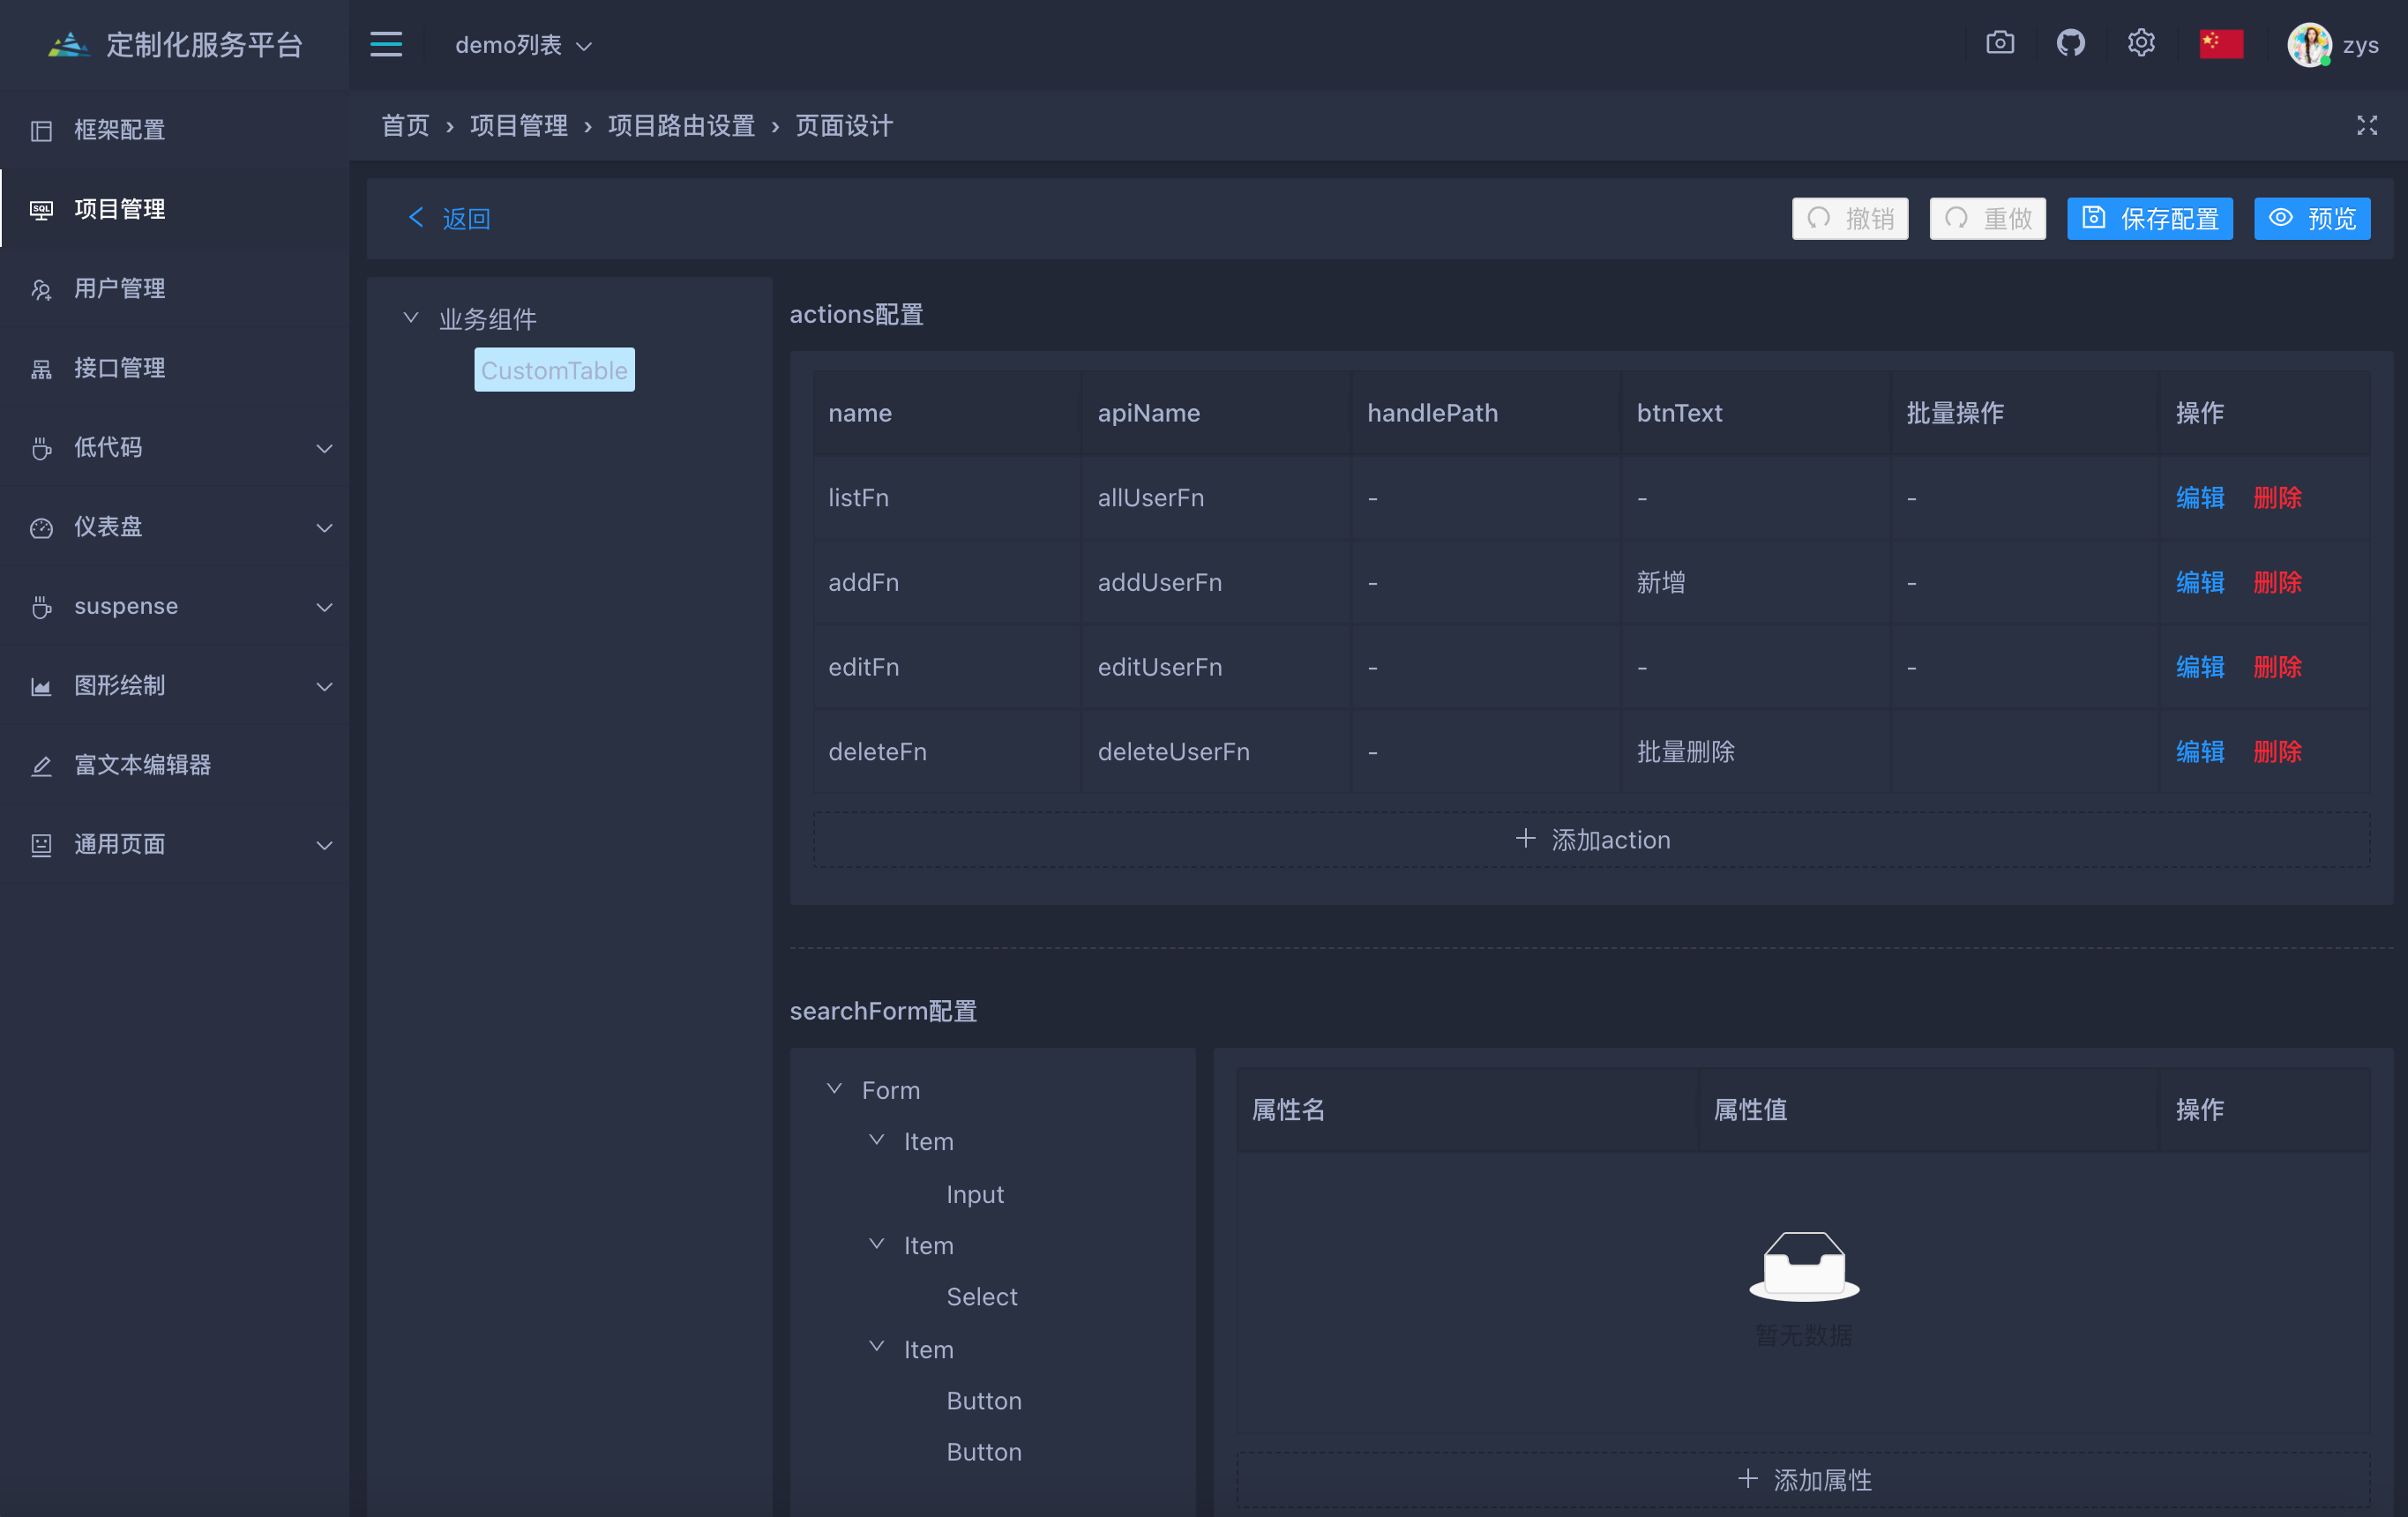 定制化服务平台
demo列表
zys
框架配置
项目管理
用户管理
接口管理
低代码
仪表盘
suspense
图形绘制
富文本编辑器
通用页面
首页 › 项目管理 › 项目路由设置 › 页面设计
返回
撤销
重做
保存配置
预览
业务组件
CustomTable
actions配置
name apiName handlePath btnText 批量操作 操作
listFn allUserFn - - - 编辑 删除
addFn addUserFn - 新增 - 编辑 删除
editFn editUserFn - - - 编辑 删除
deleteFn deleteUserFn - 批量删除 编辑 删除
添加action
searchForm配置
Form
Item
Input
Item
Select
Item
Button
Button
属性名 属性值 操作
暂无数据
添加属性